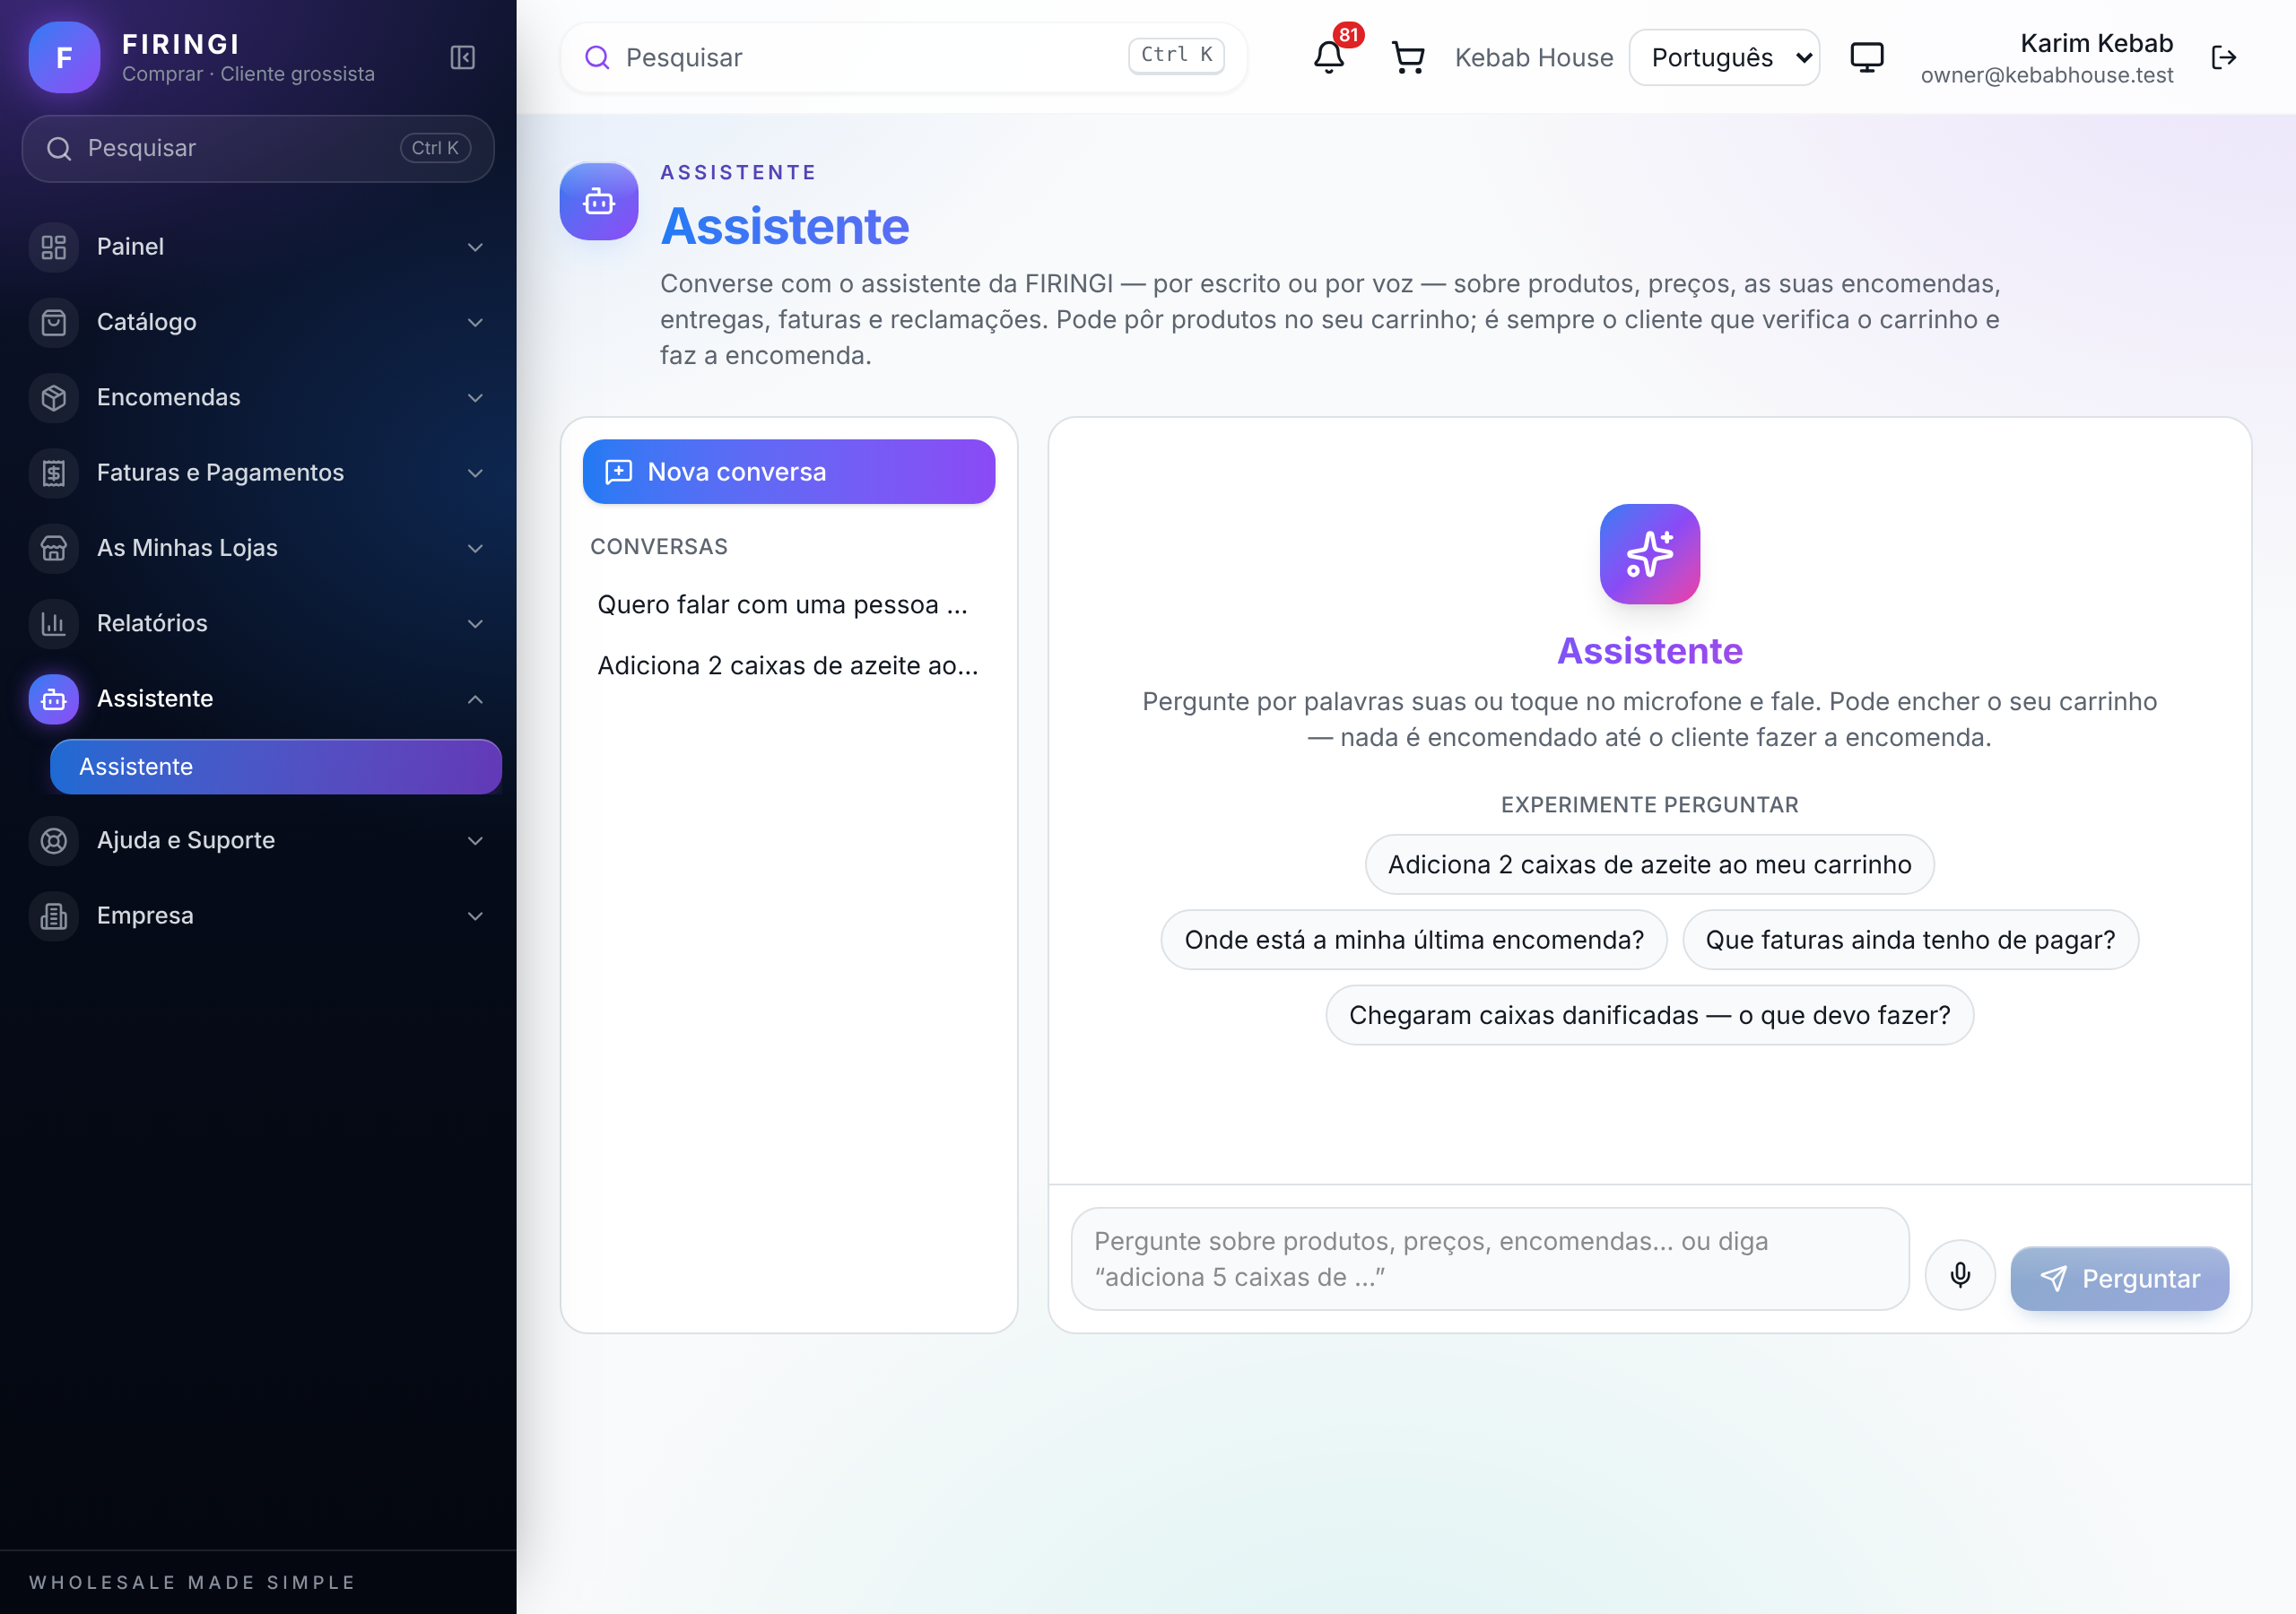 F
FIRINGI
Comprar · Cliente grossista
Pesquisar
Ctrl K
Painel
Catálogo
Encomendas
Faturas e Pagamentos
As Minhas Lojas
Relatórios
Assistente
Assistente
Ajuda e Suporte
Empresa
WHOLESALE MADE SIMPLE
Pesquisar
Ctrl K
81
Kebab House
Português
Karim Kebab
owner@kebabhouse.test
ASSISTENTE
Assistente
Converse com o assistente da FIRINGI — por escrito ou por voz — sobre produtos, preços, as suas encomendas,
entregas, faturas e reclamações. Pode pôr produtos no seu carrinho; é sempre o cliente que verifica o carrinho e
faz a encomenda.
Nova conversa
CONVERSAS
Quero falar com uma pessoa ...
Adiciona 2 caixas de azeite ao...
Assistente
Pergunte por palavras suas ou toque no microfone e fale. Pode encher o seu carrinho
— nada é encomendado até o cliente fazer a encomenda.
EXPERIMENTE PERGUNTAR
Adiciona 2 caixas de azeite ao meu carrinho
Onde está a minha última encomenda?
Que faturas ainda tenho de pagar?
Chegaram caixas danificadas — o que devo fazer?
Pergunte sobre produtos, preços, encomendas... ou diga
“adiciona 5 caixas de ...”
Perguntar